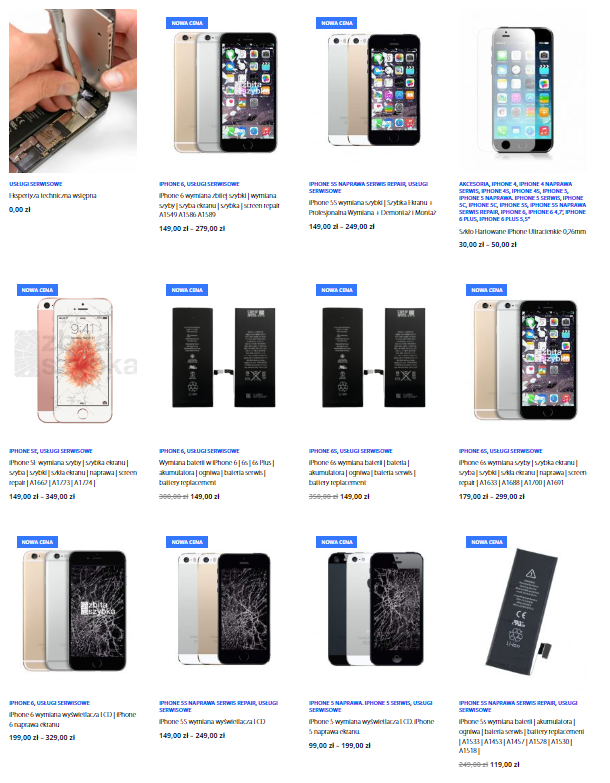 NOWA CENA
NOWA CENA
zbita
szybka
USŁUGI SERWISOWE
Ekspertyza techniczna wstępna
0,00 zł
IPHONE 6, USŁUGI SERWISOWE
iPhone 6 wymiana zbitej szybki | wymiana
szyby | szyba ekranu | szybka | screen repair
A1549 A1586 A1589
149,00 zł – 279,00 zł
IPHONE 5S NAPRAWA SERWIS REPAIR, USŁUGI
SERWISOWE
iPhone 5S wymiana szybki | Szybka Ekranu +
Profesjonalna Wymiana + Demontaż i Montaż
149,00 zł – 249,00 zł
AKCESORIA, IPHONE 4, IPHONE 4 NAPRAWA
SERWIS, IPHONE 4S, IPHONE 4S, IPHONE 5,
IPHONE 5 NAPRAWA. IPHONE 5 SERWIS, IPHONE
5C, IPHONE 5C, IPHONE 5S, IPHONE 5S NAPRAWA
SERWIS REPAIR, IPHONE 6, IPHONE 6 4,7', IPHONE
6 PLUS, IPHONE 6 PLUS 5,5"
Szkło Hartowane iPhone Ultracienkie 0,26mm
30,00 zł – 50,00 zł
NOWA CENA
NOWA CENA
NOWA CENA
NOWA CENA
9:41
zbita
szybka
zbita
szybka
IPHONE SE, USŁUGI SERWISOWE
iPhone SE wymiana szyby | szybka ekranu |
szyba | szybki | szkła ekranu | naprawa | screen
repair | A1662 | A1723 | A1724 |
149,00 zł – 349,00 zł
IPHONE 6, USŁUGI SERWISOWE
Wymiana baterii w iPhone 6 | 6s | 6s Plus |
akumulatora | ogniwa | bateria serwis |
battery replacement
300,00 zł 149,00 zł
IPHONE 6S, USŁUGI SERWISOWE
iPhone 6s wymiana baterii | bateria |
akumulatora | ogniwa | bateria serwis |
battery replacement
350,00 zł 149,00 zł
IPHONE 6S, USŁUGI SERWISOWE
iPhone 6s wymiana szyby | szybka ekranu |
szyba | szybki | szkła ekranu | naprawa | screen
repair | A1633 | A1688 | A1700 | A1691
179,00 zł – 299,00 zł
NOWA CENA
NOWA CENA
NOWA CENA
NOWA CENA
zbita
szybka
Li-ion
IPHONE 6, USŁUGI SERWISOWE
iPhone 6 wymiana wyświetlacza LCD | iPhone
6 naprawa ekranu
199,00 zł – 329,00 zł
IPHONE 5S NAPRAWA SERWIS REPAIR, USŁUGI
SERWISOWE
iPhone 5S wymiana wyświetlacza LCD
149,00 zł – 249,00 zł
IPHONE 5 NAPRAWA. IPHONE 5 SERWIS, USŁUGI
SERWISOWE
iPhone 5 wymiana wyświetlacza LCD. iPhone
5 naprawa ekranu.
99,00 zł – 199,00 zł
IPHONE 5S NAPRAWA SERWIS REPAIR, USŁUGI
SERWISOWE
iPhone 5s wymiana baterii | akumulatora |
ogniwa | bateria serwis | battery replacement
| A1533 | A1453 | A1457 | A1528 | A1530 |
A1518 |
249,00 zł 119,00 zł